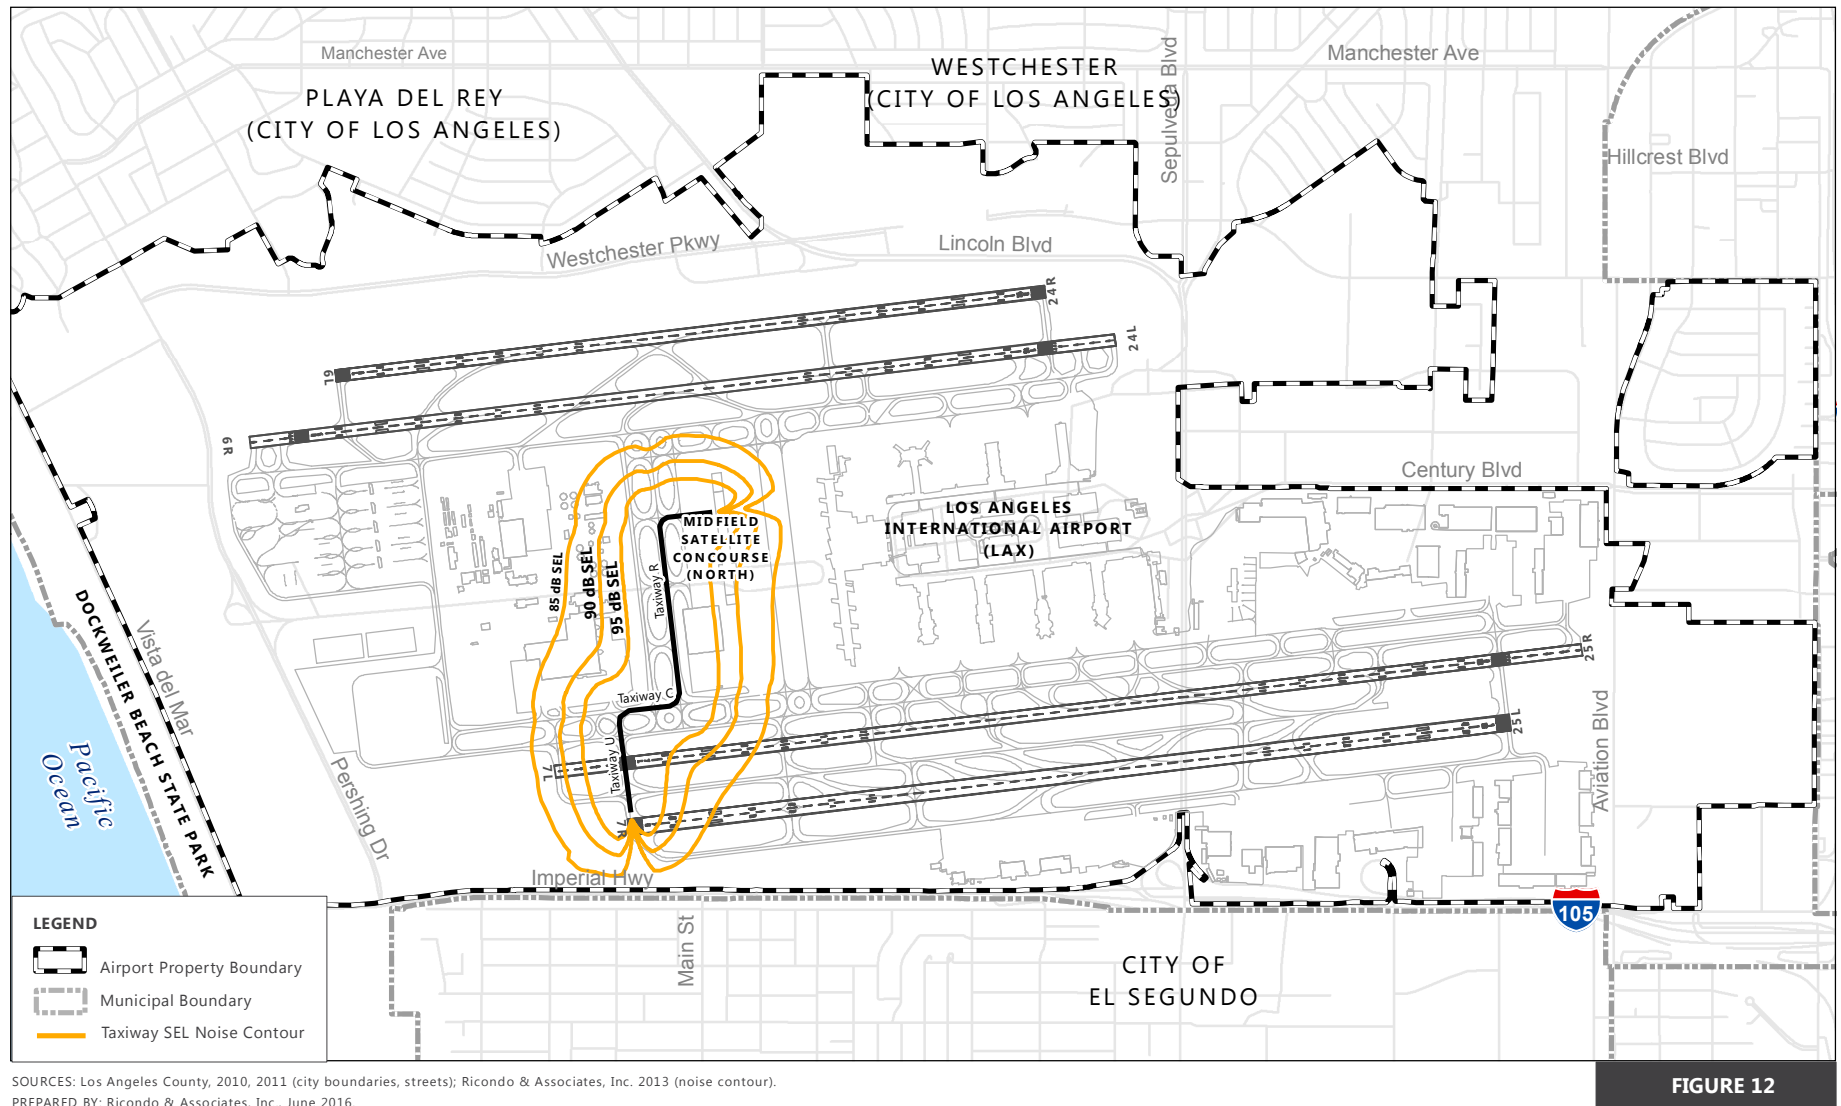 Manchester Ave
Manchester Ave
WESTCHESTER
(CITY OF LOS ANGELES)
PLAYA DEL REY
(CITY OF LOS ANGELES)
Sepulveda Blvd
Hillcrest Blvd
Westchester Pkwy
Lincoln Blvd
24R
24L
6L
6R
Century Blvd
LOS ANGELES
INTERNATIONAL AIRPORT
(LAX)
MIDFIELD
SATELLITE
CONCOURSE
(NORTH)
85 dB SEL
90 dB SEL
95 dB SEL
Taxiway R
Taxiway C
Taxiway U
7L
7R
25R
25L
DOCKWEILER BEACH STATE PARK
Vista del Mar
Pacific
Ocean
Pershing Dr
Aviation Blvd
Imperial Hwy
Main St
105
CITY OF
EL SEGUNDO
LEGEND
Airport Property Boundary
Municipal Boundary
Taxiway SEL Noise Contour
SOURCES: Los Angeles County, 2010, 2011 (city boundaries, streets); Ricondo & Associates, Inc. 2013 (noise contour).
PREPARED BY: Ricondo & Associates, Inc., June 2016
FIGURE 12